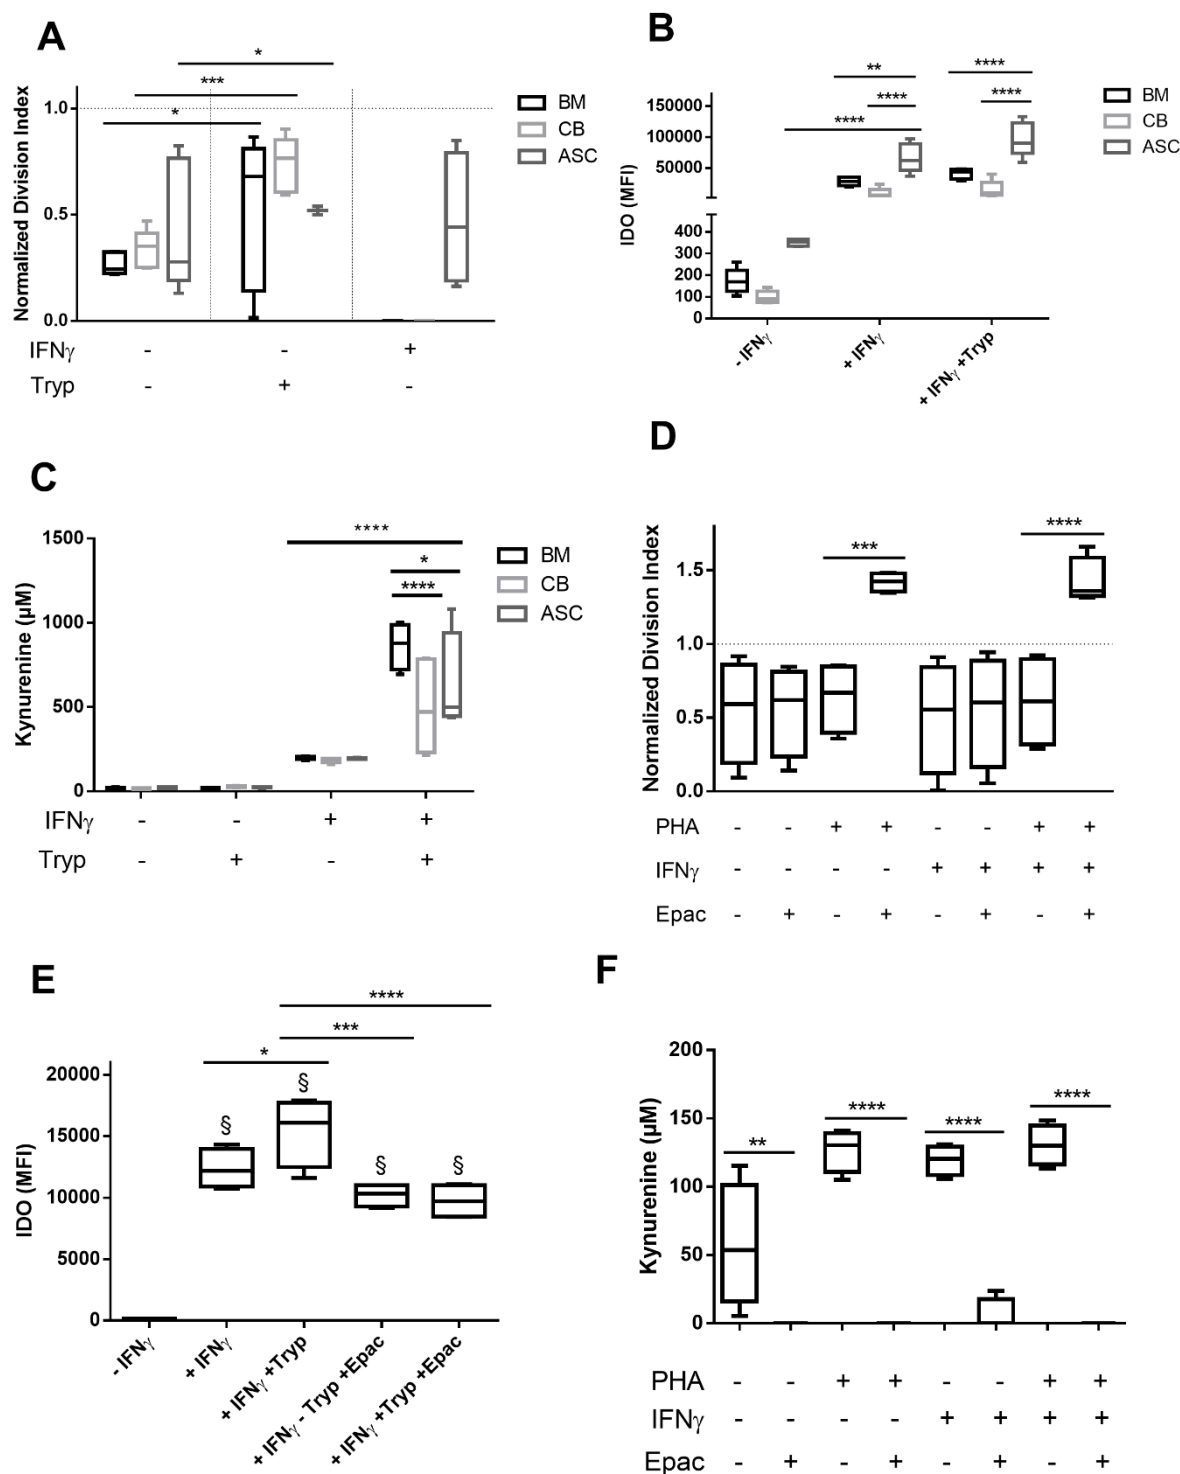 A
*
***
*
1.0
0.5
0.0
Normalized Division Index
BM
CB
ASC
IFNγ - - +
Tryp - + -
B
** ****
**** ****
****
150000
100000
50000
400
300
200
100
0
IDO (MFI)
BM
CB
ASC
- IFNγ
+ IFNγ
+ IFNγ +Tryp
C
****
*
****
1500
1000
500
0
Kynurenine (µM)
BM
CB
ASC
IFNγ - - + +
Tryp - + - +
D
****
***
1.5
1.0
0.5
0.0
Normalized Division Index
PHA - - + + - - + +
IFNγ - - - - + + + +
Epac - + - + - + - +
E
****
***
*
§
§
§ §
20000
15000
10000
5000
0
IDO (MFI)
- IFNγ
+ IFNγ
+ IFNγ +Tryp
+ IFNγ - Tryp +Epac
+ IFNγ +Tryp +Epac
F
****
****
****
**
200
150
100
50
0
Kynurenine (µM)
PHA - - + + - - + +
IFNγ - - - - + + + +
Epac - + - + - + - +